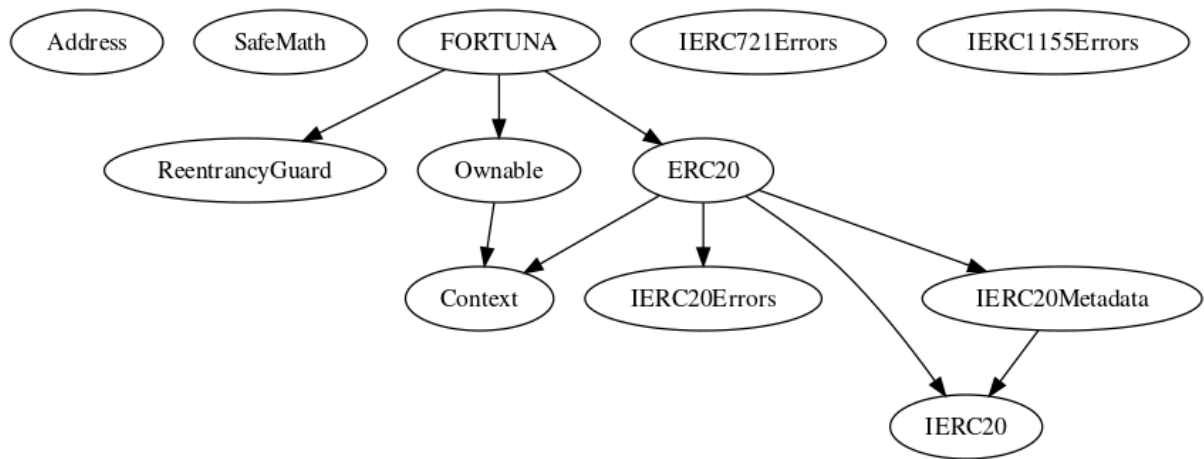 Address
SafeMath
FORTUNA
IERC721Errors
IERC1155Errors
ReentrancyGuard
Ownable
ERC20
Context
IERC20Errors
IERC20Metadata
IERC20